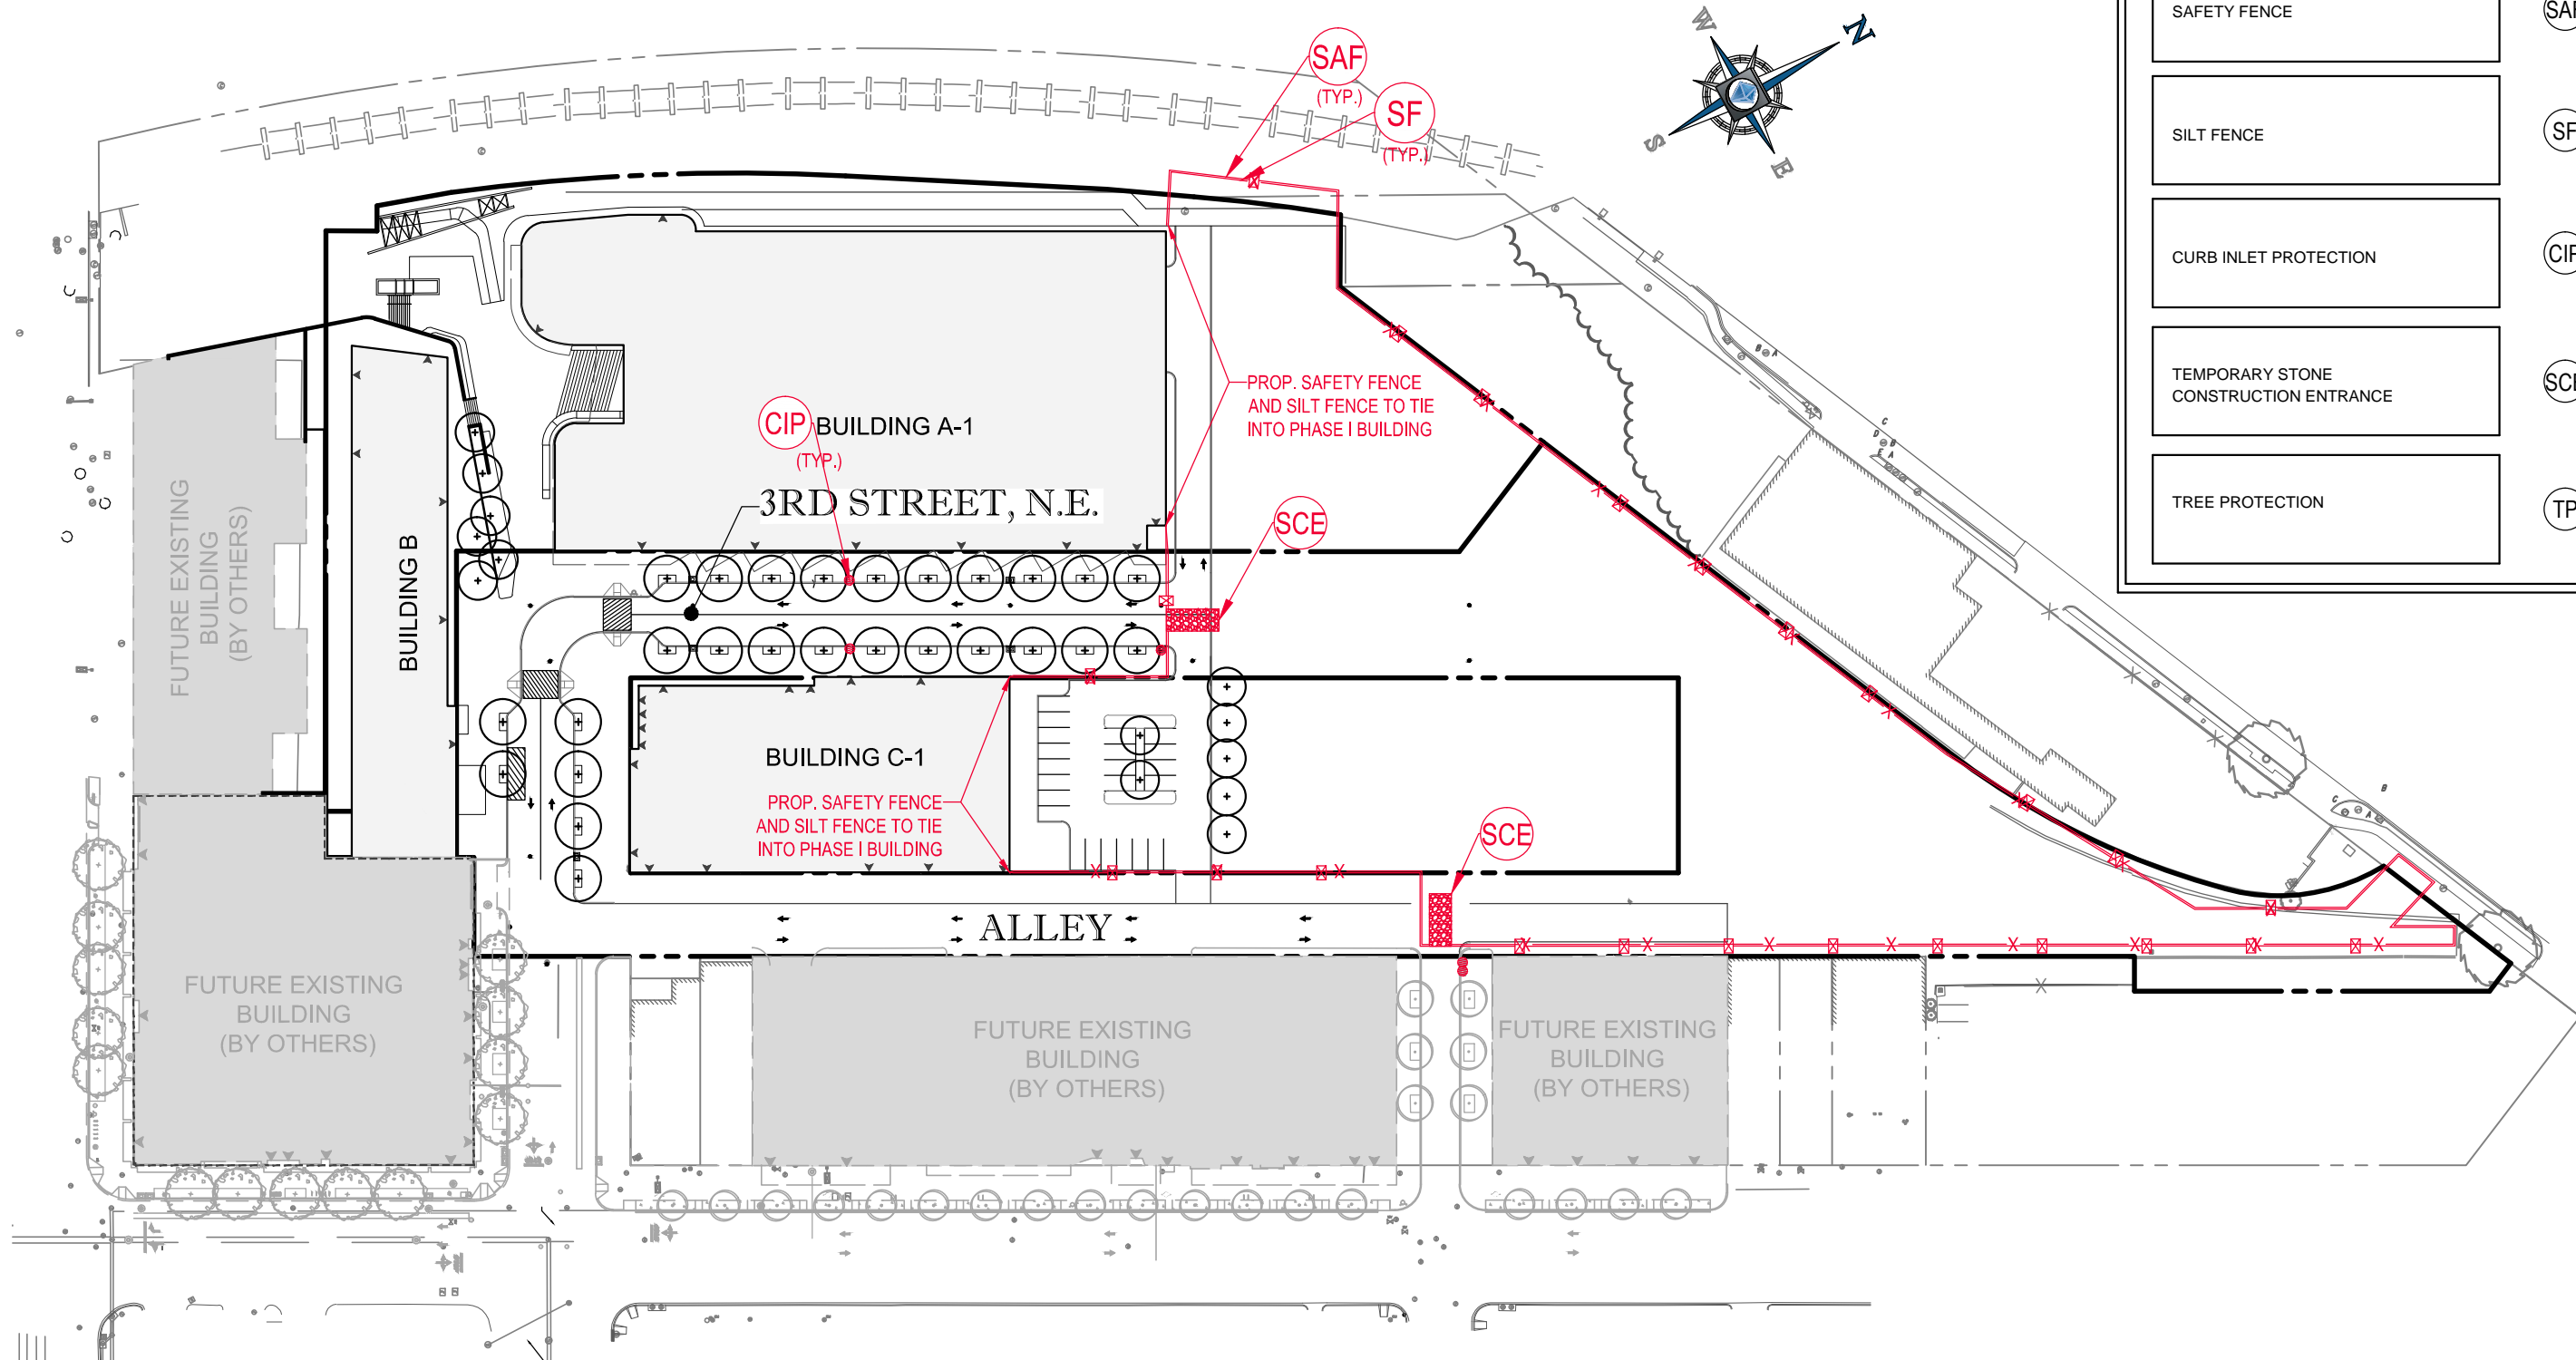 SAFETY FENCE
SAF
SILT FENCE
SF
CURB INLET PROTECTION
CIP
TEMPORARY STONE
CONSTRUCTION ENTRANCE
SCE
TREE PROTECTION
TP
W
N
S
E
SAF
(TYP.)
SF
(TYP.)
PROP. SAFETY FENCE
AND SILT FENCE TO TIE
INTO PHASE I BUILDING
CIP
(TYP.)
BUILDING A-1
3RD STREET, N.E.
SCE
FUTURE EXISTING
BUILDING
(BY OTHERS)
BUILDING B
BUILDING C-1
PROP. SAFETY FENCE
AND SILT FENCE TO TIE
INTO PHASE I BUILDING
SCE
ALLEY
FUTURE EXISTING
BUILDING
(BY OTHERS)
FUTURE EXISTING
BUILDING
(BY OTHERS)
FUTURE EXISTING
BUILDING
(BY OTHERS)